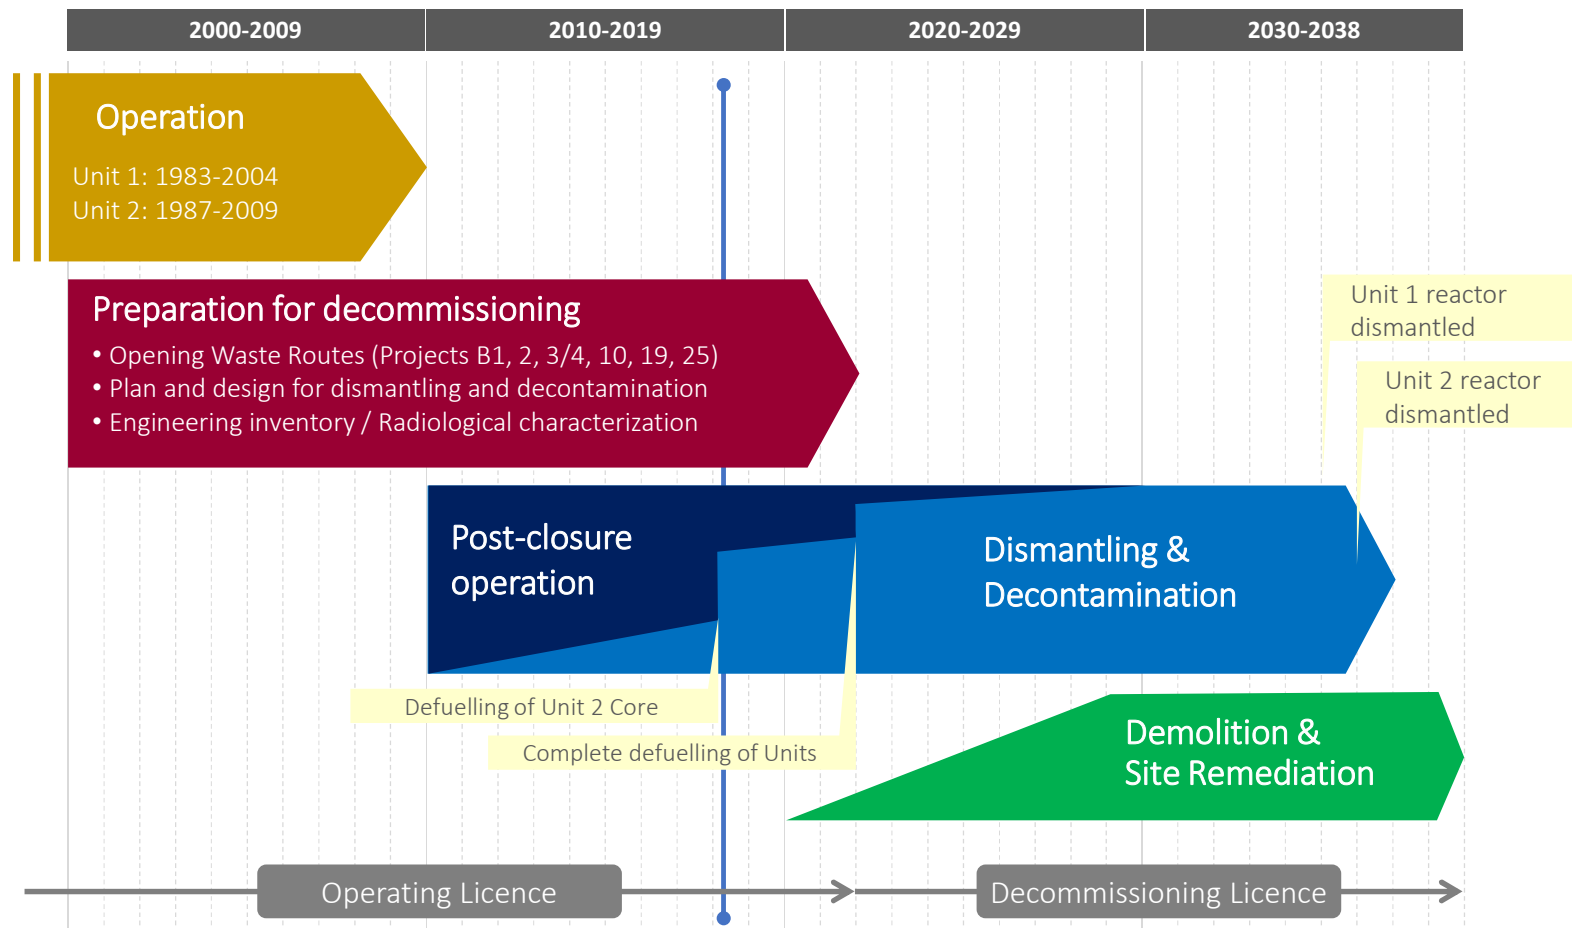 2000-2009
2010-2019
2020-2029
2030-2038
Operation
Unit 1: 1983-2004
Unit 2: 1987-2009
Preparation for decommissioning
• Opening Waste Routes (Projects B1, 2, 3/4, 10, 19, 25)
• Plan and design for dismantling and decontamination
• Engineering inventory / Radiological characterization
Unit 1 reactor
dismantled
Unit 2 reactor
dismantled
Post-closure
operation
Dismantling &
Decontamination
Defuelling of Unit 2 Core
Complete defuelling of Units
Demolition &
Site Remediation
Operating Licence
Decommissioning Licence